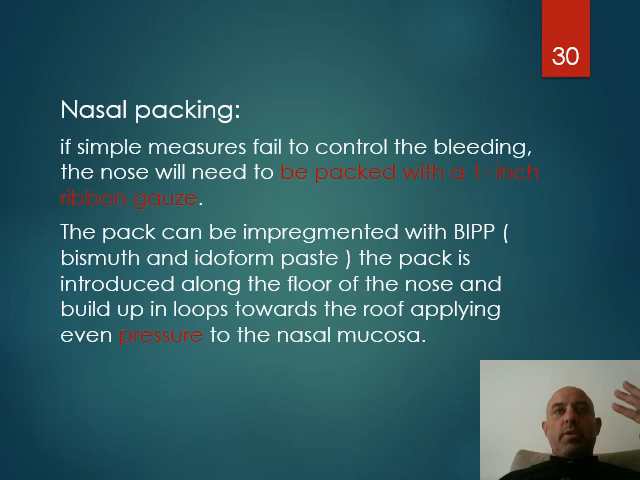 30
Nasal packing:
if simple measures fail to control the bleeding,
the nose will need to be packed with a 1- inch
ribbon gauze.
The pack can be impregmented with BIPP (
bismuth and idoform paste ) the pack is
introduced along the floor of the nose and
build up in loops towards the roof applying
even pressure to the nasal mucosa.